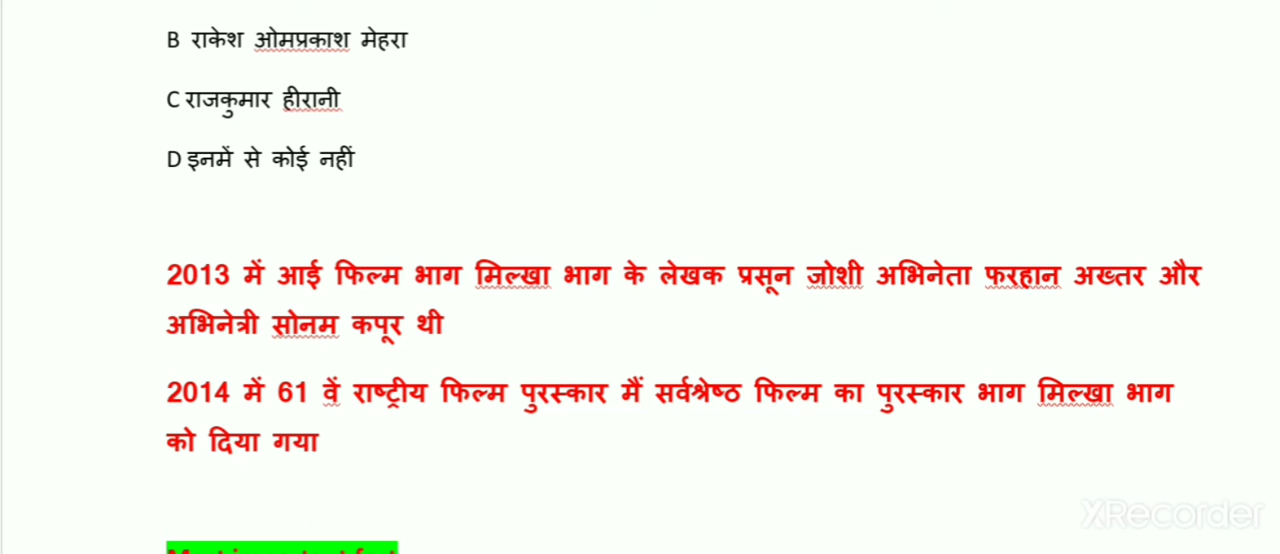 B राकेश ओमप्रकाश मेहरा
C राजकुमार हीरानी
D इनमें से कोई नहीं
2013 में आई फिल्म भाग मिल्खा भाग के लेखक प्रसून जोशी अभिनेता फरहान अख्तर और
अभिनेत्री सोनम कपूर थी
2014 में 61 वें राष्ट्रीय फिल्म पुरस्कार मैं सर्वश्रेष्ठ फिल्म का पुरस्कार भाग मिल्खा भाग
को दिया गया
XRecorder